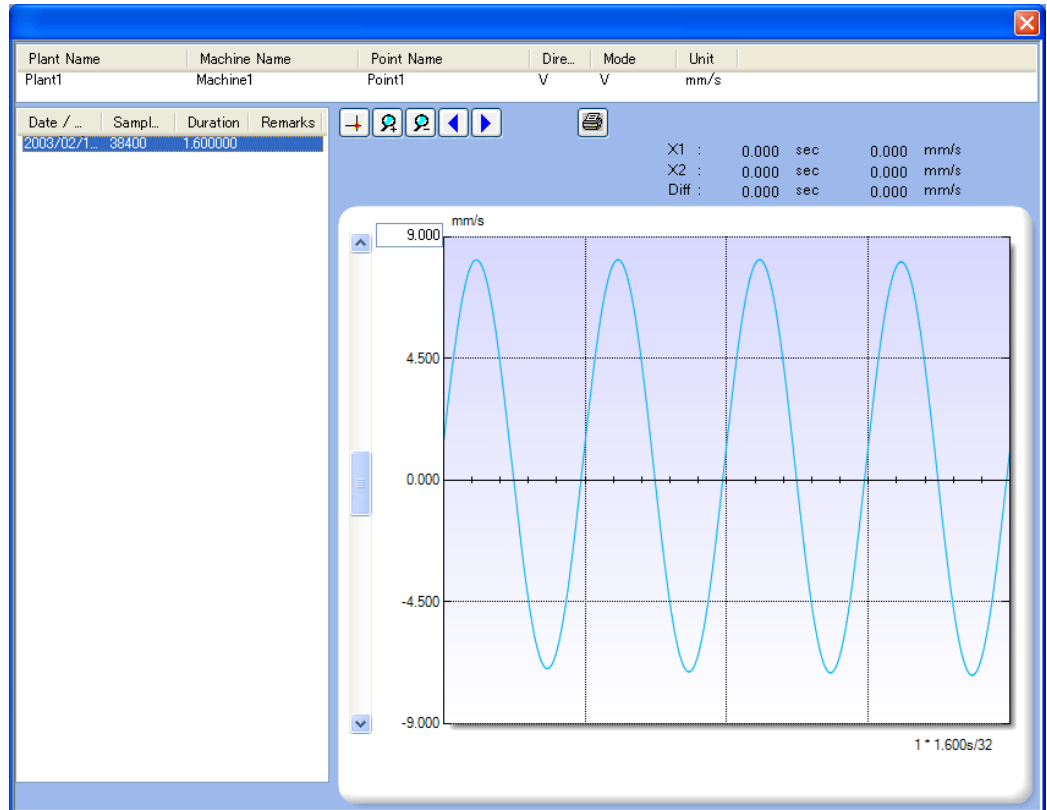 Plant Name Machine Name Point Name Dire... Mode Unit
Plant1 Machine1 Point1 V V mm/s
Date / ... Sampl... Duration Remarks
2003/02/1... 38400 1.600000
X1 : 0.000 sec 0.000 mm/s
X2 : 0.000 sec 0.000 mm/s
Diff : 0.000 sec 0.000 mm/s
mm/s
9.000
4.500
0.000
-4.500
-9.000
1 * 1.600s/32